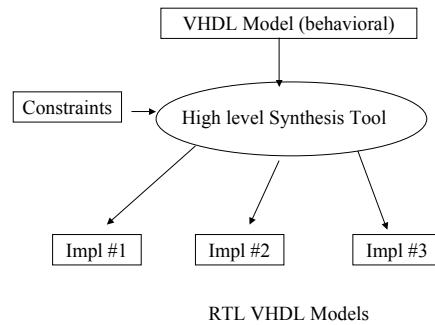 VHDL Model (behavioral)
Constraints
High level Synthesis Tool
Impl #1
Impl #2
Impl #3
RTL VHDL Models